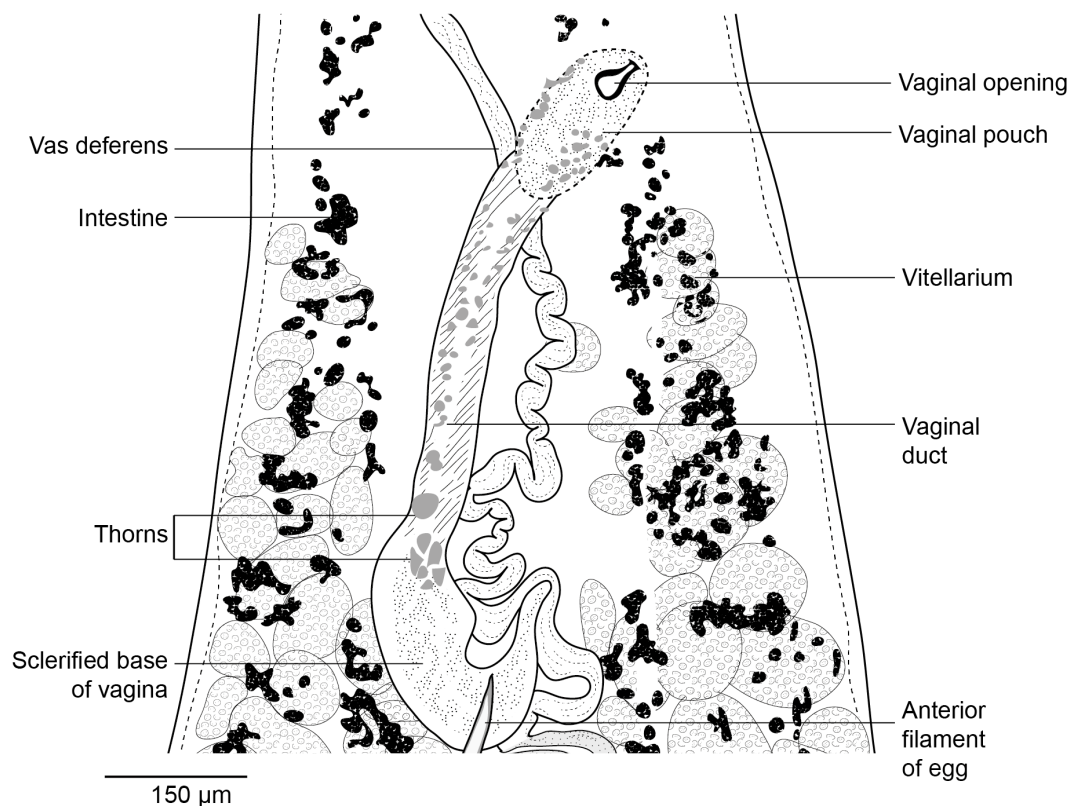 Vaginal opening
Vaginal pouch
Vas deferens
Intestine
Vitellarium
Vaginal
duct
Thorns
Sclerified base
of vagina
Anterior
filament
of egg
150 µm